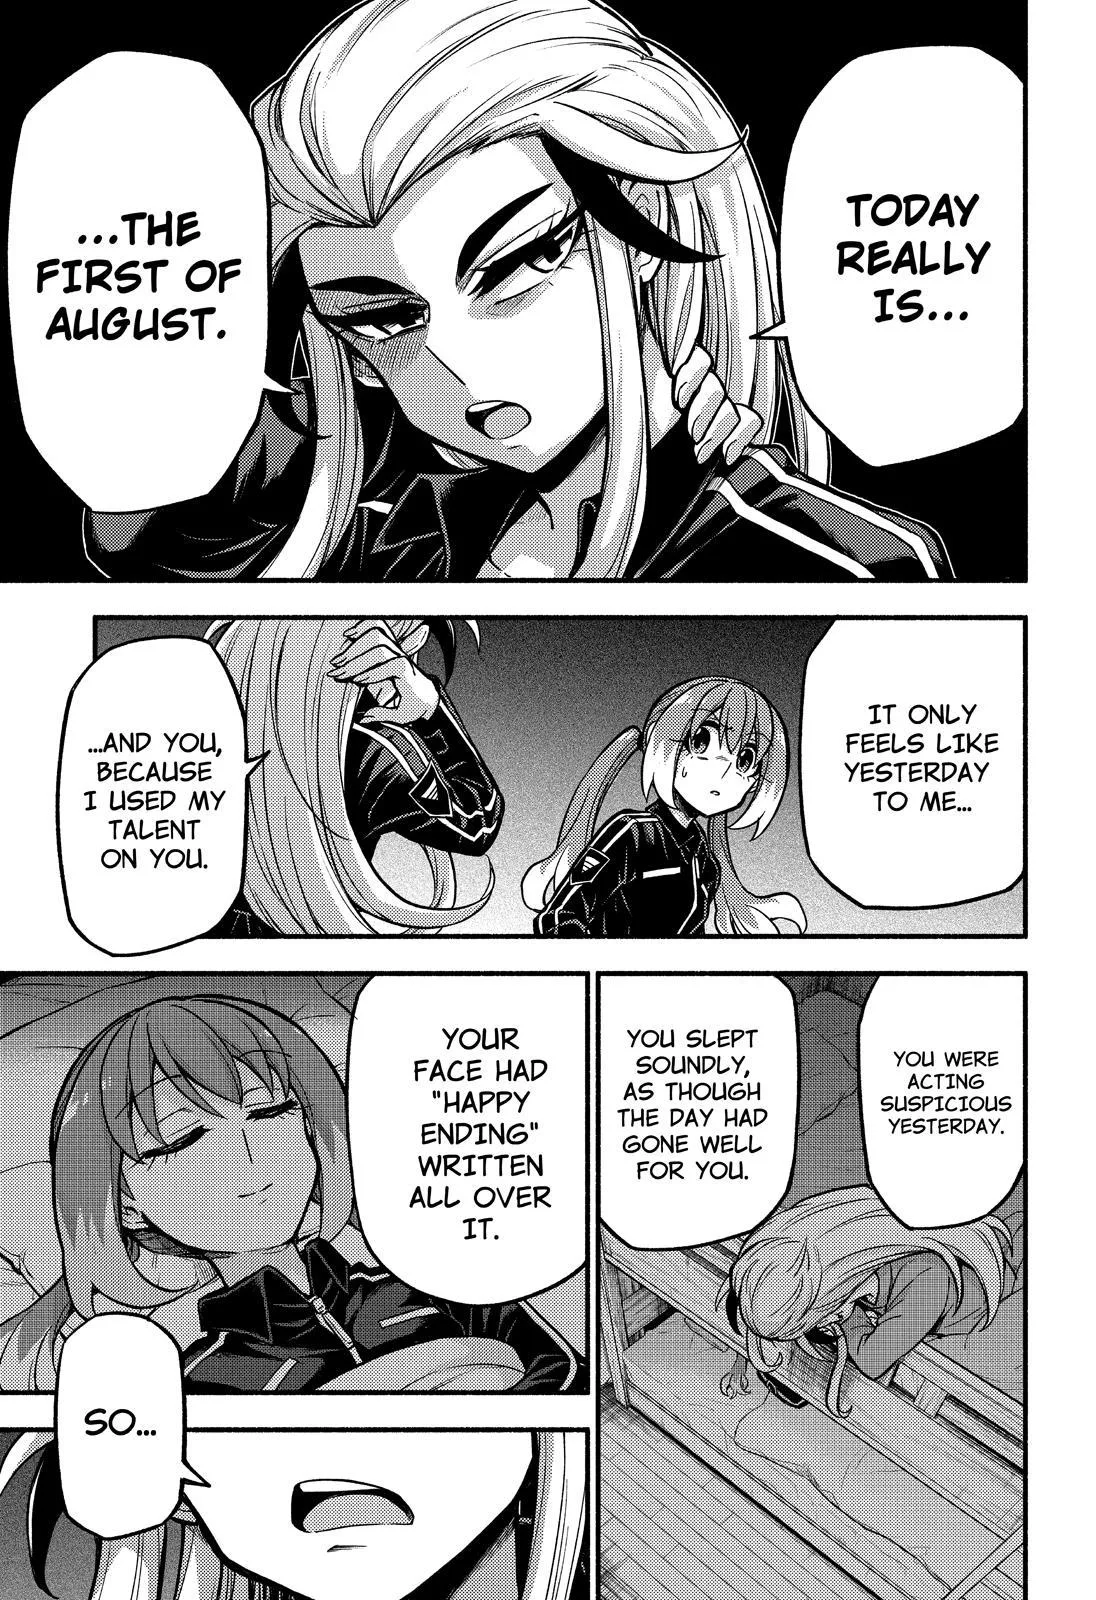 TODAY
REALLY
IS...
...THE
FIRST OF
AUGUST.
IT ONLY
FEELS LIKE
YESTERDAY
TO ME...
...AND YOU,
BECAUSE
I USED MY
TALENT
ON YOU.
YOU WERE
ACTING
SUSPICIOUS
YESTERDAY.
YOU SLEPT
SOUNDLY,
AS THOUGH
THE DAY HAD
GONE WELL
FOR YOU.
YOUR
FACE HAD
"HAPPY
ENDING"
WRITTEN
ALL OVER
IT.
SO...